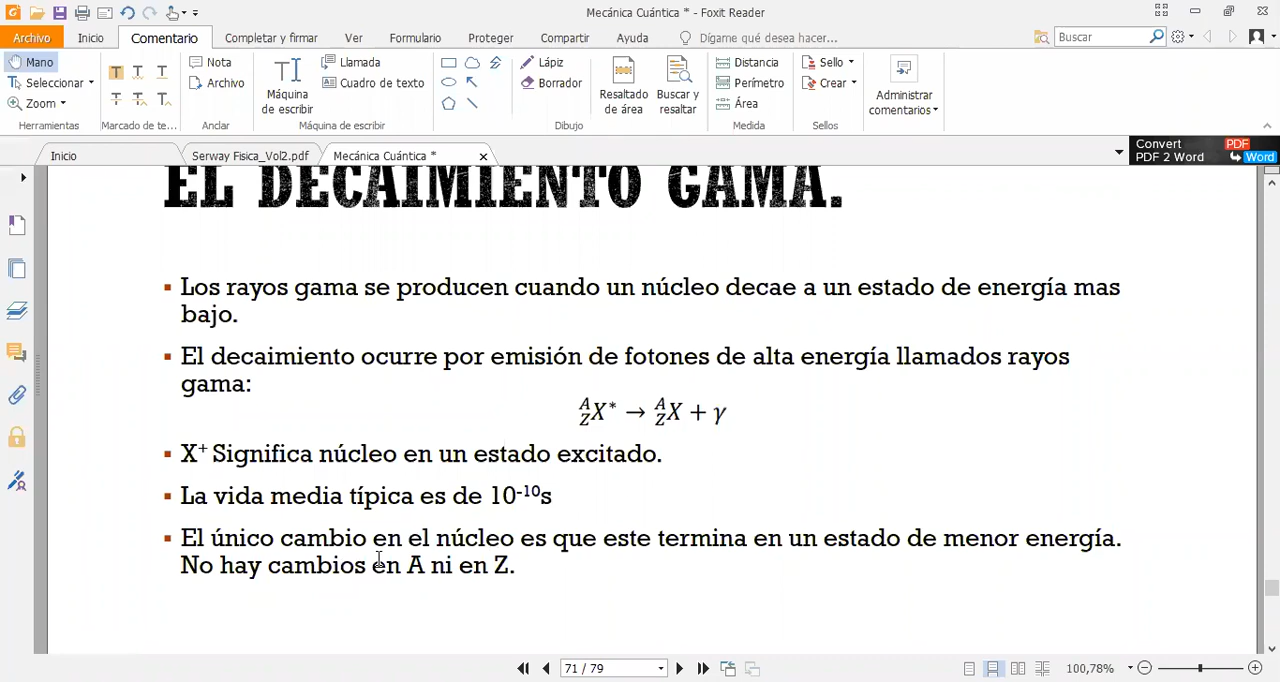 Mecánica Cuántica * - Foxit Reader
Archivo Inicio Comentario Completar y firmar Ver Formulario Proteger Compartir Ayuda Dígame qué desea hacer... Buscar
Mano Nota Llamada Lápiz Distancia Sello
Seleccionar Archivo Máquina de escribir Cuadro de texto Borrador Resaltado de área Buscar y resaltar Perímetro Crear Administrar comentarios
Zoom Área
Herramientas Marcado de te... Anclar Máquina de escribir Dibujo Medida Sellos
Inicio Serway Fisica_Vol2.pdf Mecánica Cuántica *
Convert PDF
PDF 2 Word Word
EL DECAIMIENTO GAMA.
▪ Los rayos gama se producen cuando un núcleo decae a un estado de energía mas
bajo.
▪ El decaimiento ocurre por emisión de fotones de alta energía llamados rayos
gama:
ᴬ_Z X* → ᴬ_Z X + γ
▪ X⁺ Significa núcleo en un estado excitado.
▪ La vida media típica es de 10⁻¹⁰s
▪ El único cambio en el núcleo es que este termina en un estado de menor energía.
No hay cambios en A ni en Z.
71 / 79 100,78%